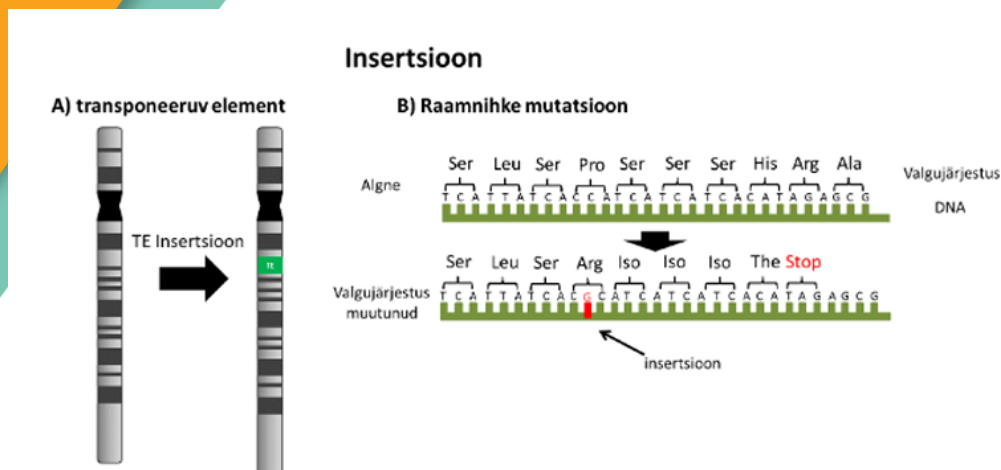 Insertsioon
A) transponeeruv element
TE Insertsioon
TE
B) Raamnihke mutatsioon
Ser Leu Ser Pro Ser Ser Ser His Arg Ala
Algne
T C A T T A T C A C C A T C A T C A T C A C A T A G A G C G
Valgujärjestus
DNA
Ser Leu Ser Arg Iso Iso Iso The Stop
Valgujärjestus
muutunud
T C A T T A T C A C G C A T C A T C A T C A C A T A G A G C G
insertsioon